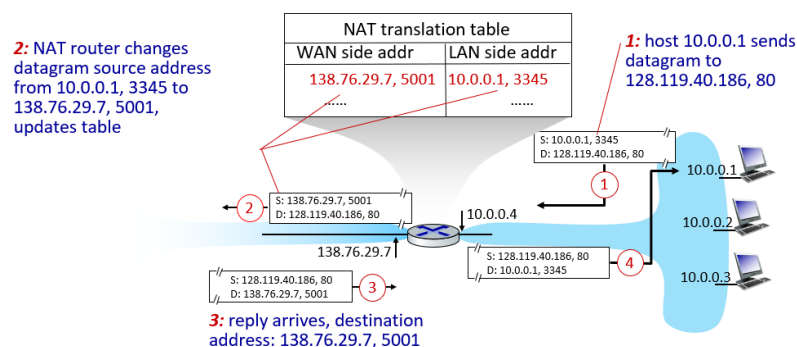 NAT translation table
WAN side addr LAN side addr
138.76.29.7, 5001 10.0.0.1, 3345
...... ......
2: NAT router changes
datagram source address
from 10.0.0.1, 3345 to
138.76.29.7, 5001,
updates table
1: host 10.0.0.1 sends
datagram to
128.119.40.186, 80
S: 10.0.0.1, 3345
D: 128.119.40.186, 80
1
10.0.0.1
S: 138.76.29.7, 5001
D: 128.119.40.186, 80
2
10.0.0.4
10.0.0.2
138.76.29.7
S: 128.119.40.186, 80
D: 10.0.0.1, 3345
4
10.0.0.3
S: 128.119.40.186, 80
D: 138.76.29.7, 5001
3
3: reply arrives, destination
address: 138.76.29.7, 5001